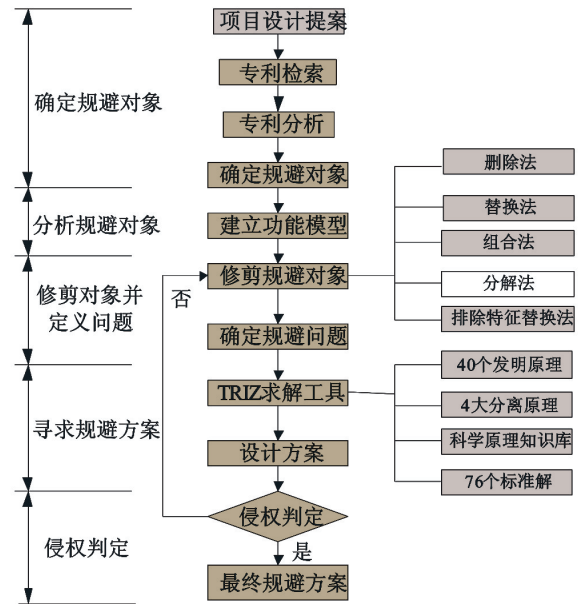 项目设计提案
专利检索
专利分析
确定规避对象
建立功能模型
修剪规避对象
确定规避问题
TRIZ求解工具
设计方案
侵权判定
是
否
最终规避方案
确定规避对象
分析规避对象
修剪对象并
定义问题
寻求规避方案
侵权判定
删除法
替换法
组合法
分解法
排除特征替换法
40个发明原理
4大分离原理
科学原理知识库
76个标准解